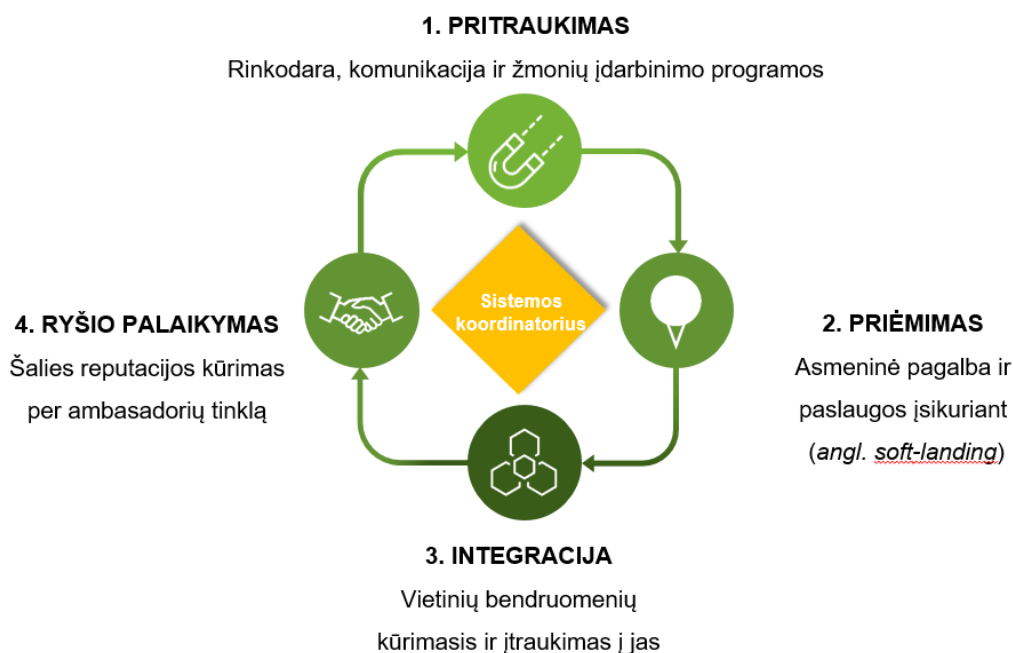 1. PRITRAUKIMAS
Rinkodara, komunikacija ir žmonių įdarbinimo programos
Sistemos
koordinatorius
2. PRIĖMIMAS
Asmeninė pagalba ir
paslaugos įsikuriant
(angl. soft-landing)
3. INTEGRACIJA
Vietinių bendruomenių
kūrimasis ir įtraukimas į jas
4. RYŠIO PALAIKYMAS
Šalies reputacijos kūrimas
per ambasadorių tinklą